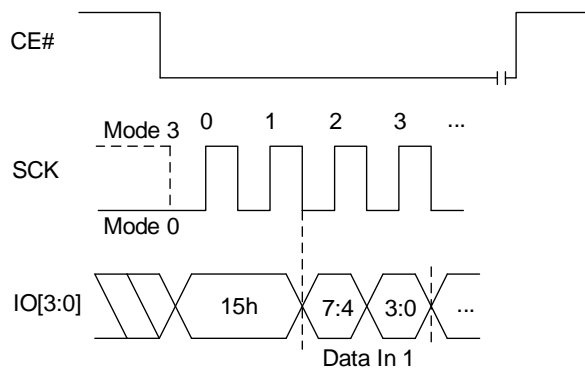 CE#
Mode 3 0 1 2 3 ...
SCK
Mode 0
IO[3:0] 15h 7:4 3:0 ...
Data In 1